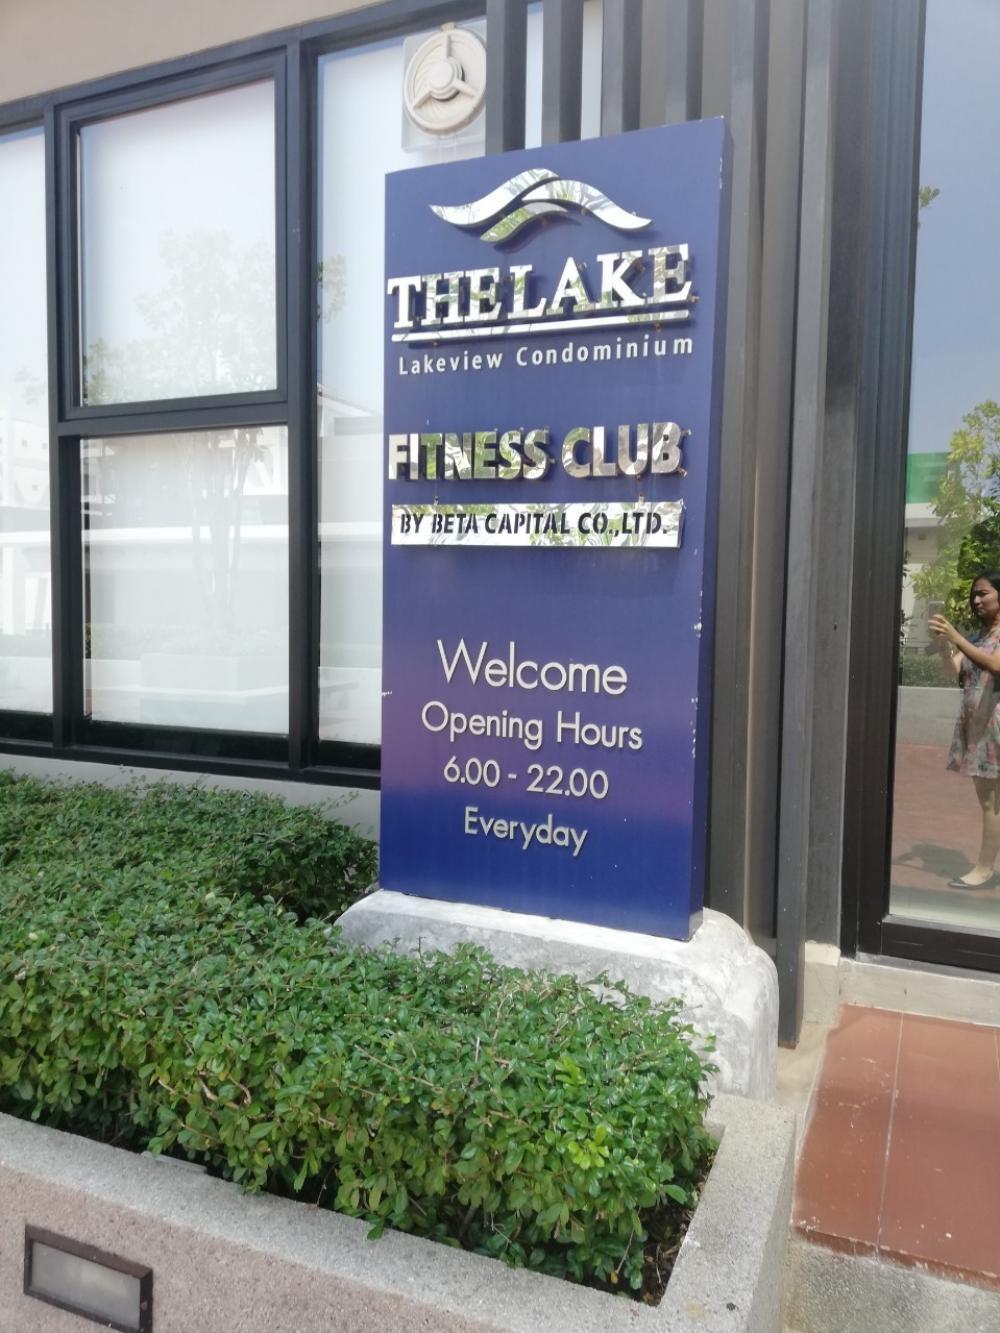 THE LAKE
Lakeview Condominium
FITNESS CLUB
BY BETA CAPITAL CO.,LTD.
Welcome
Opening Hours
6.00 - 22.00
Everyday